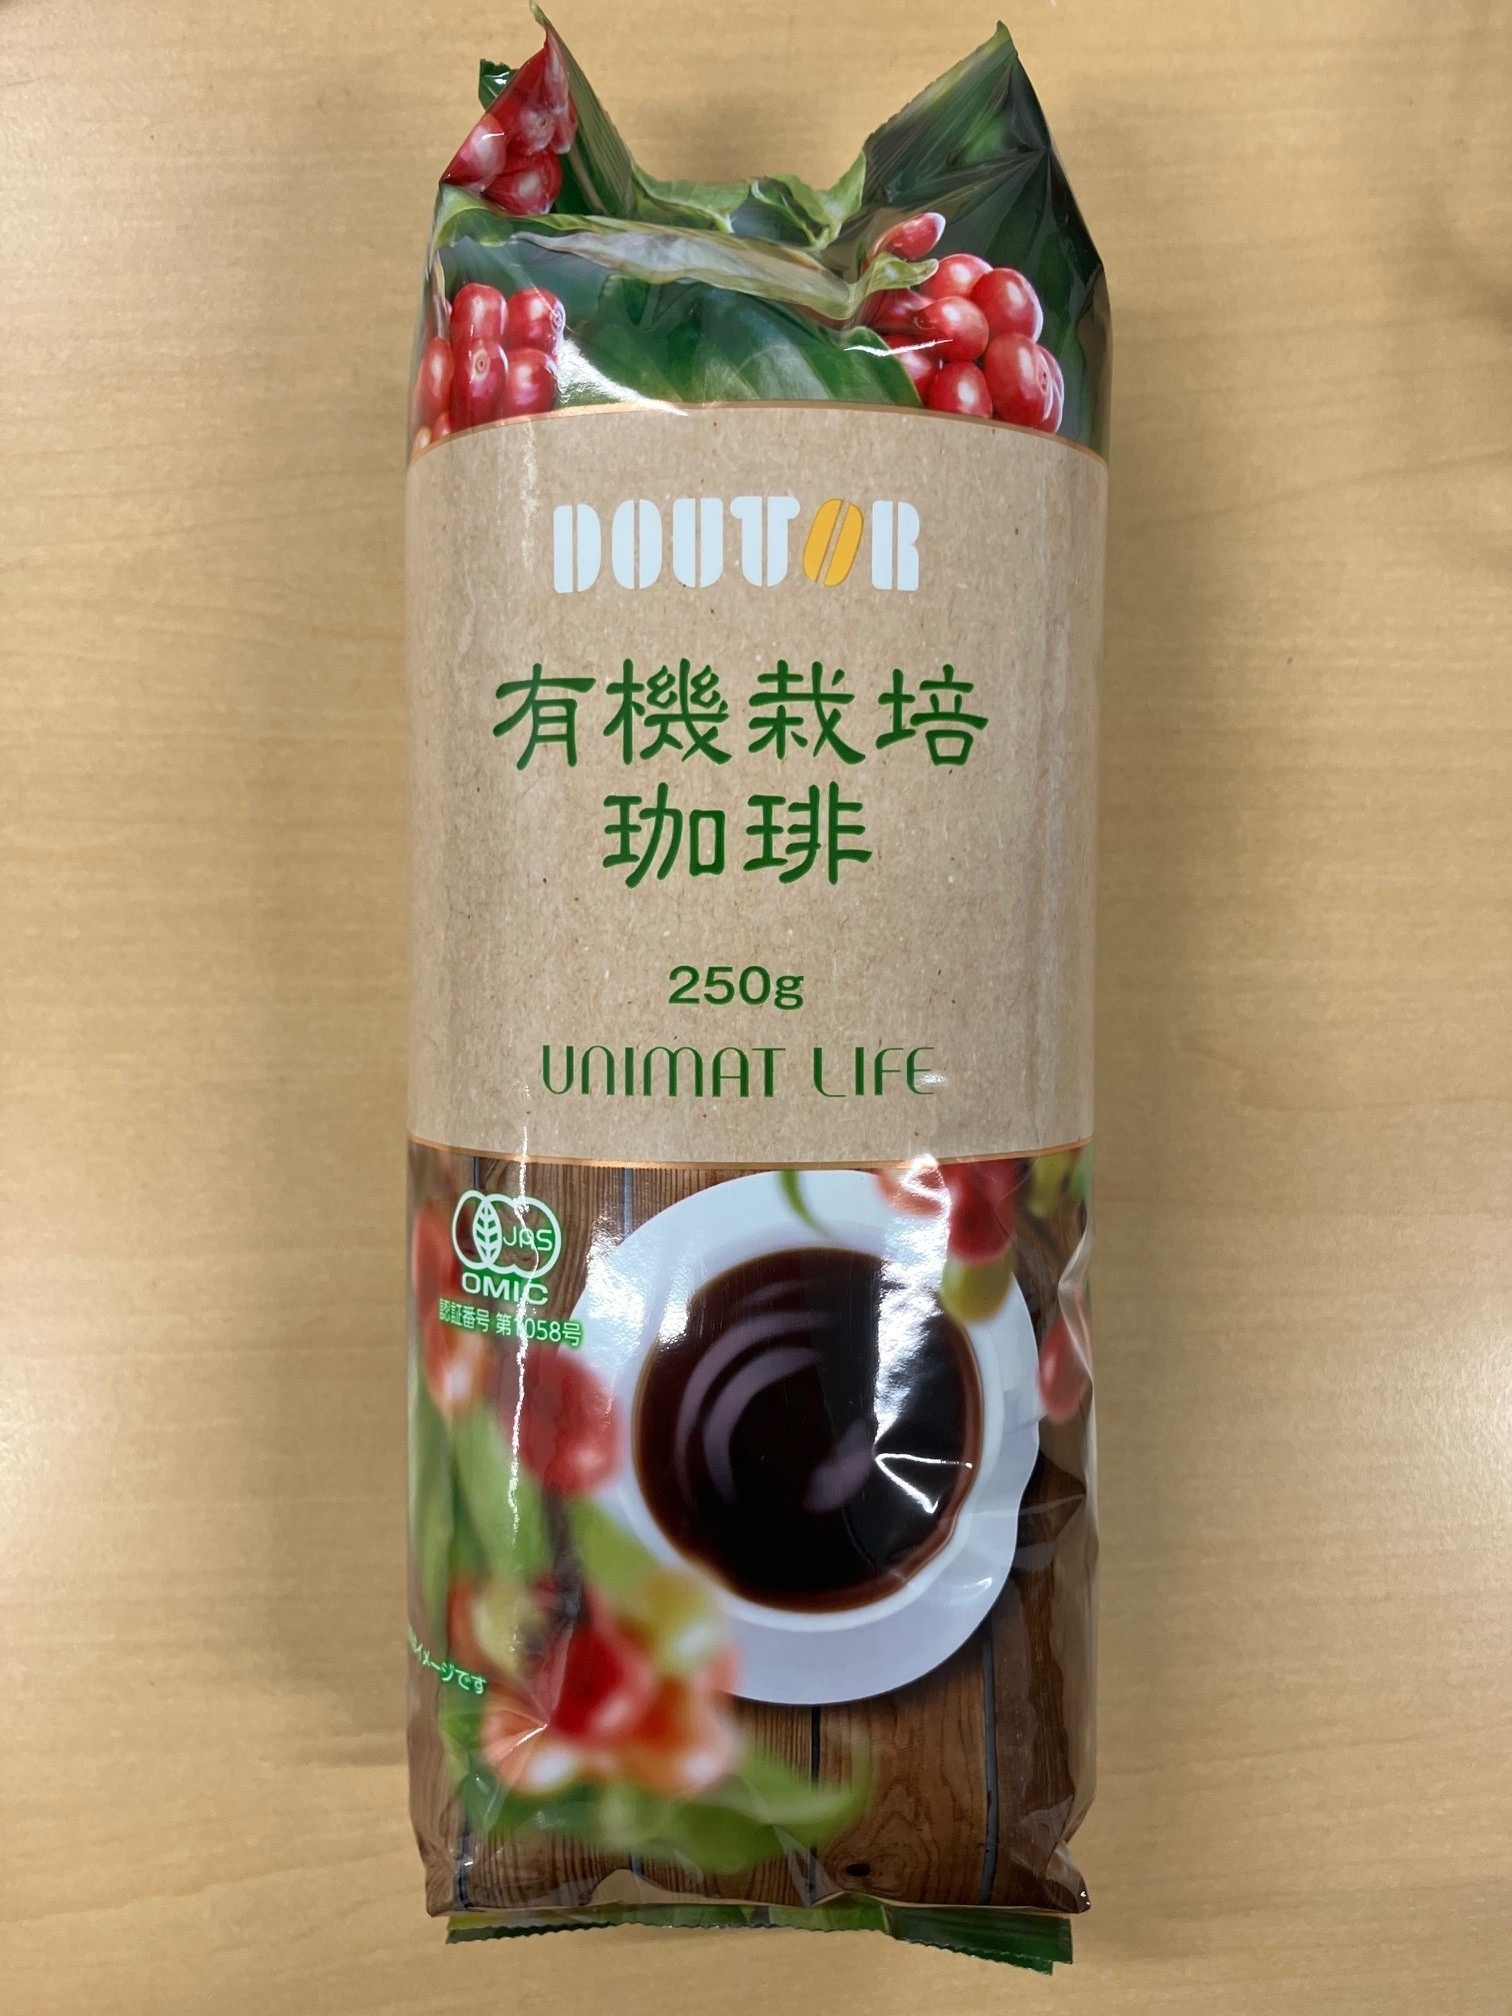 DOUTOR
有機栽培
珈琲
250g
UNIMAT LIFE
JAS
OMIC
認証番号 第1058号
イメージです